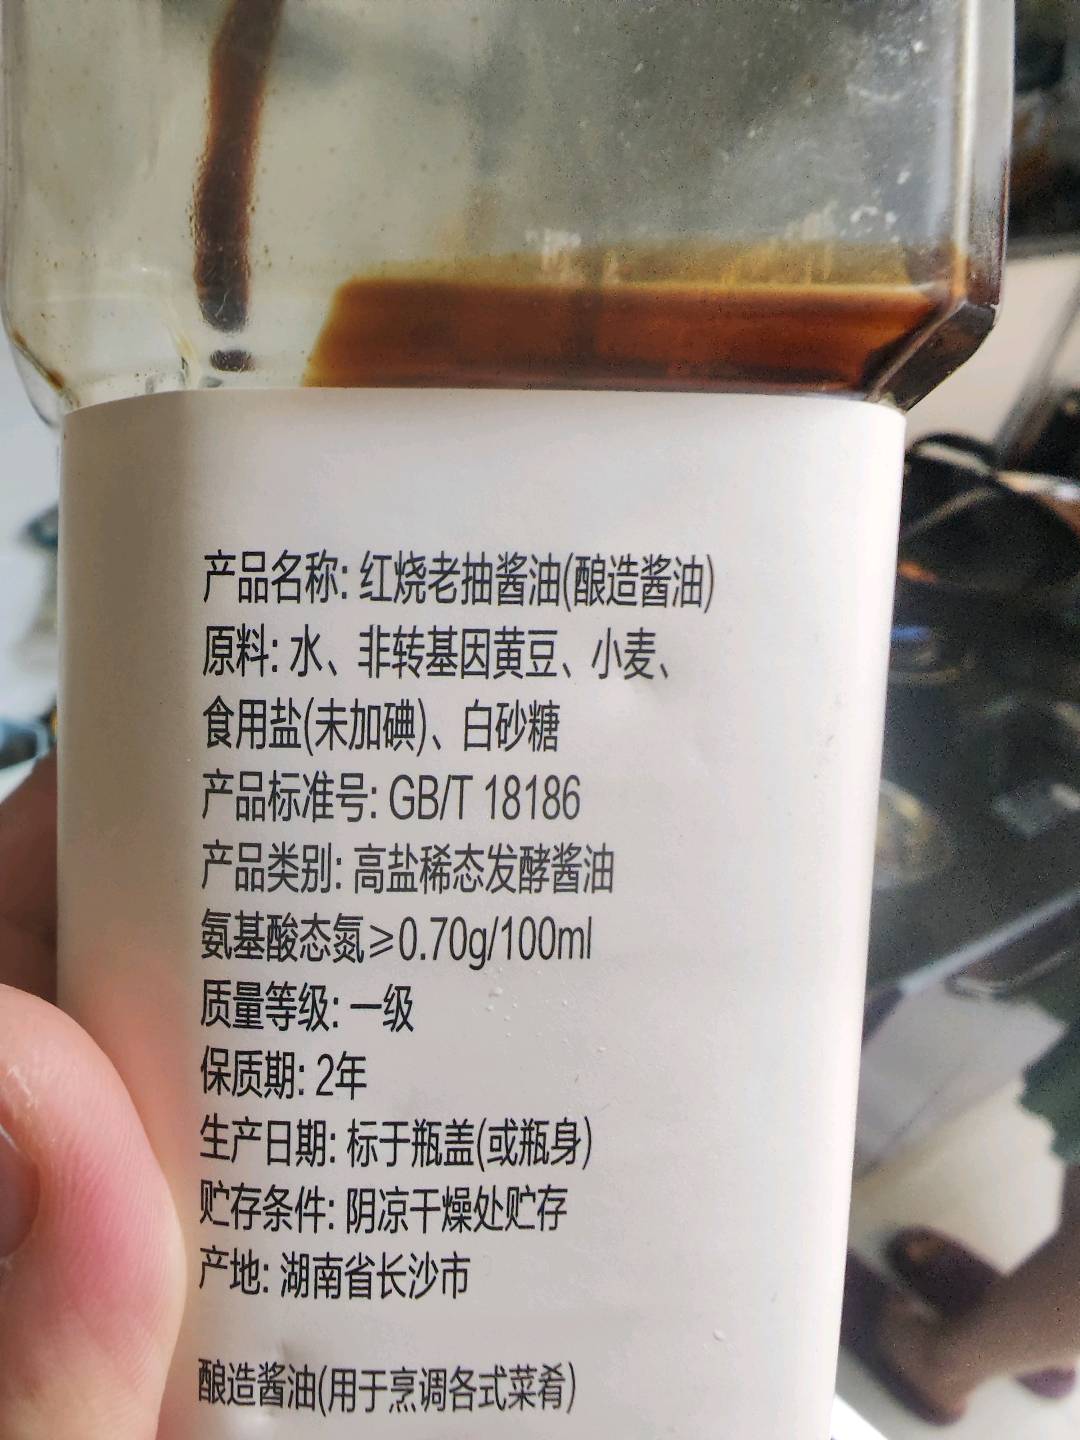 产品名称: 红烧老抽酱油(酿造酱油)
原料: 水、非转基因黄豆、小麦、
食用盐(未加碘)、白砂糖
产品标准号: GB/T 18186
产品类别: 高盐稀态发酵酱油
氨基酸态氮≥0.70g/100ml
质量等级: 一级
保质期: 2年
生产日期: 标于瓶盖(或瓶身)
贮存条件: 阴凉干燥处贮存
产地: 湖南省长沙市
酿造酱油(用于烹调各式菜肴)